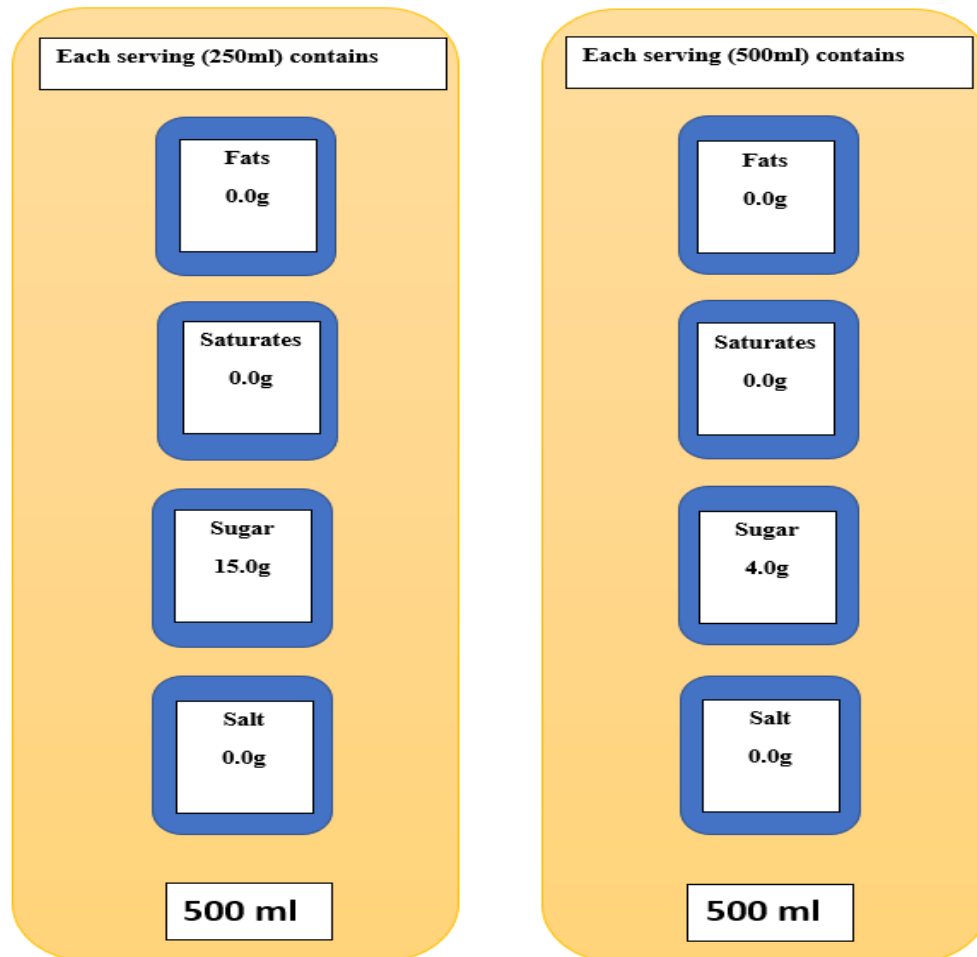 Each serving (250ml) contains
Fats
0.0g
Saturates
0.0g
Sugar
15.0g
Salt
0.0g
500 ml
Each serving (500ml) contains
Fats
0.0g
Saturates
0.0g
Sugar
4.0g
Salt
0.0g
500 ml